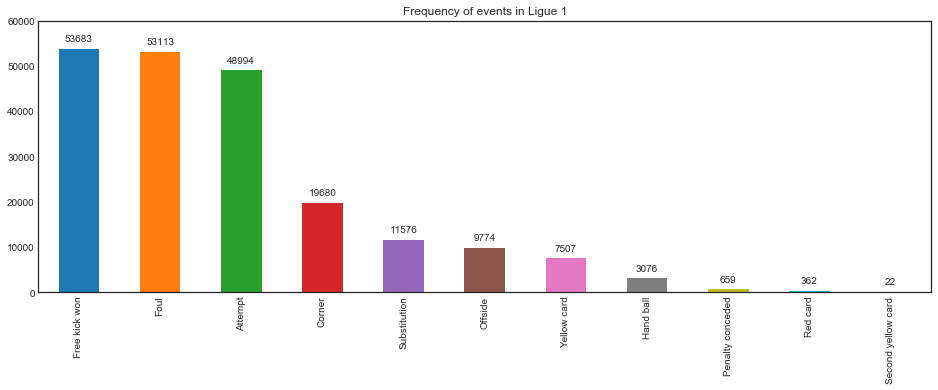 Frequency of events in Ligue 1
60000
50000
40000
30000
20000
10000
0
53683
53113
48994
19680
11576
9774
7507
3076
659
362
22
Free kick won
Foul
Attempt
Corner
Substitution
Offside
Yellow card
Hand ball
Penalty conceded
Red card
Second yellow card